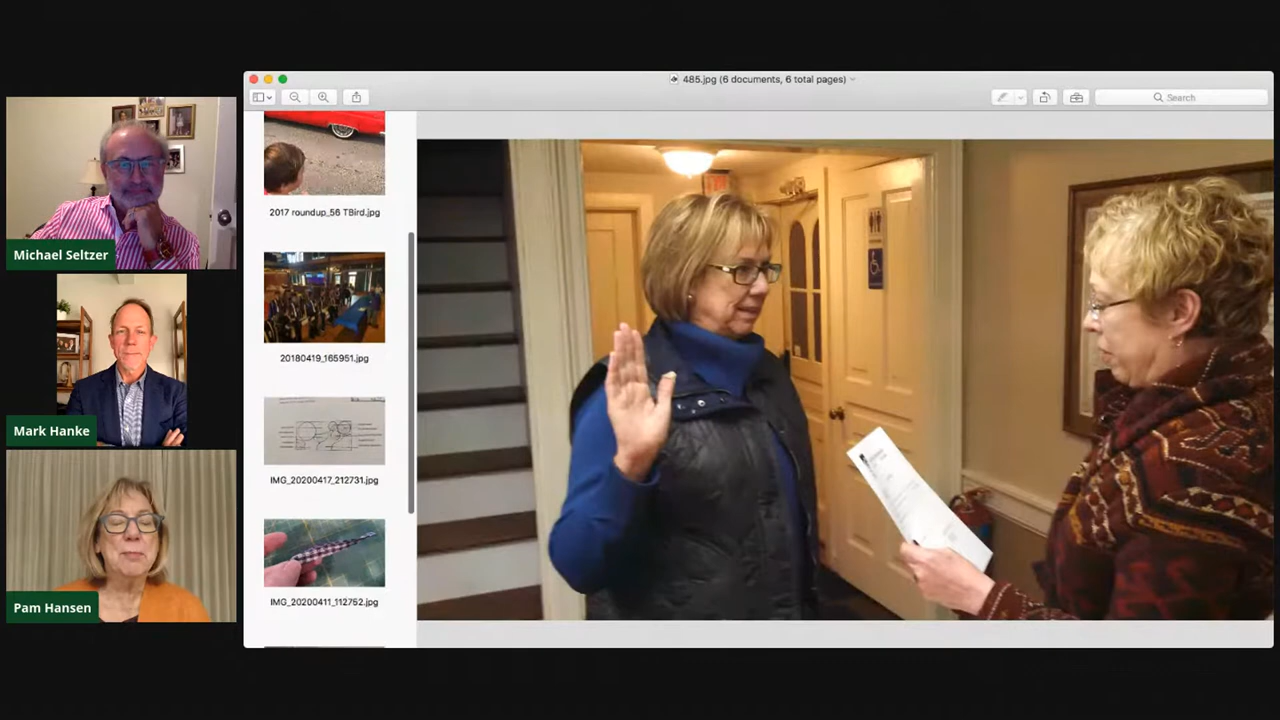 485.jpg (6 documents, 6 total pages)
Search
Michael Seltzer
Mark Hanke
Pam Hansen
2017 roundup_56 TBird.jpg
20180419_165951.jpg
IMG_20200417_212731.jpg
IMG_20200411_112752.jpg